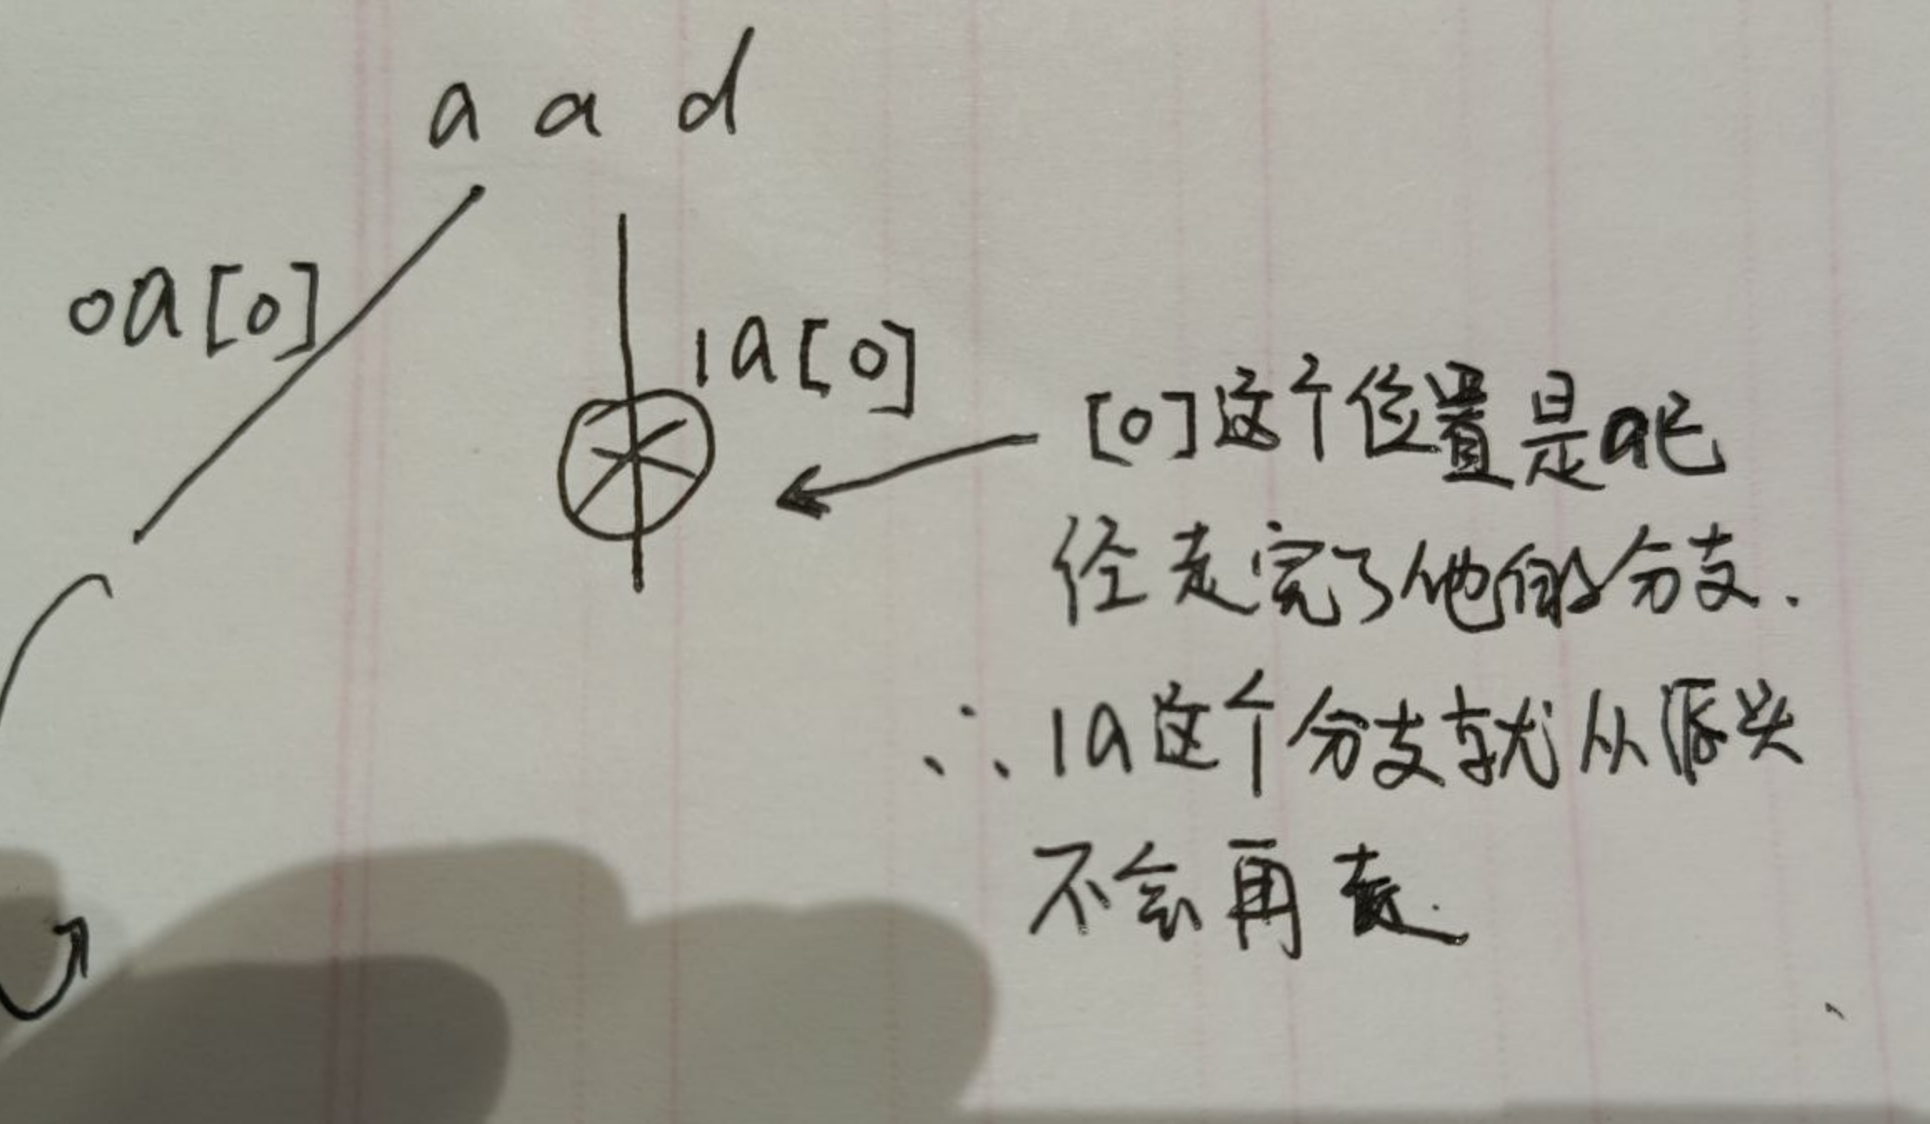 a a d
0a[0]
1a[0]
[0]这个位置是a已
经走完了他的分支.
∴ 1a这个分支就从源头
不会再走.